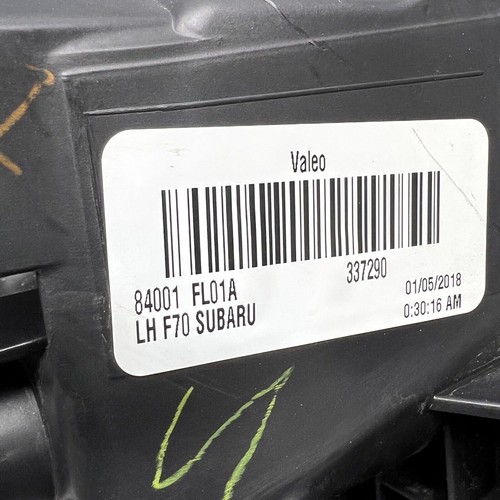 Valeo
337290
84001 FL01A
01/05/2018
LH F70 SUBARU
0:30:16 AM